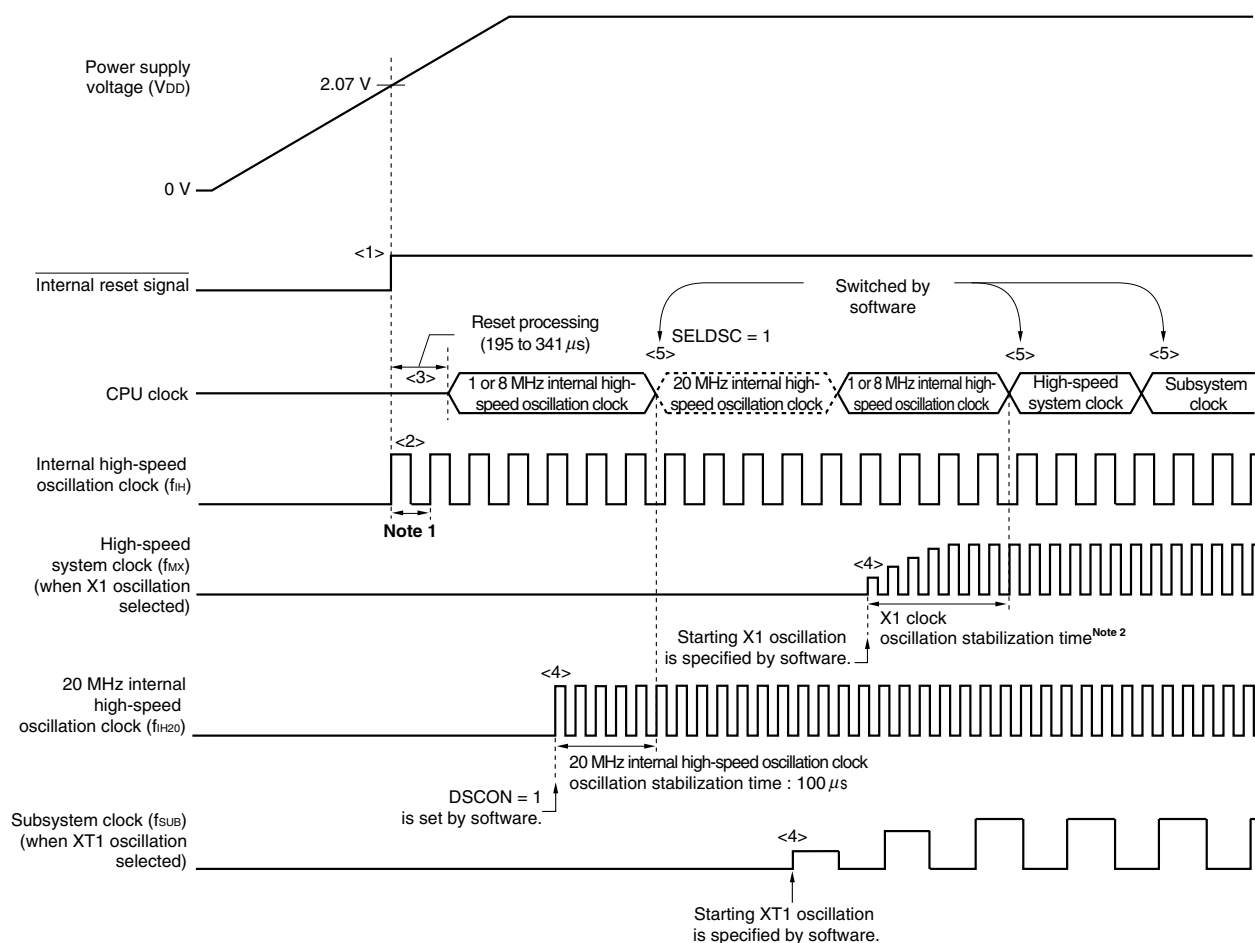 Power supply
voltage (VDD)
2.07 V
0 V
<1>
Internal reset signal
Switched by
software
Reset processing
(195 to 341 μs)
SELDSC = 1
<3>
<5>
<5>
<5>
CPU clock
1 or 8 MHz internal high-
speed oscillation clock
20 MHz internal high-
speed oscillation clock
1 or 8 MHz internal high-
speed oscillation clock
High-speed
system clock
Subsystem
clock
<2>
Internal high-speed
oscillation clock (fIH)
Note 1
High-speed
system clock (fMX)
(when X1 oscillation
selected)
<4>
X1 clock
oscillation stabilization time Note 2
Starting X1 oscillation
is specified by software.
20 MHz internal
high-speed
oscillation clock (fIH20)
<4>
20 MHz internal high-speed oscillation clock
oscillation stabilization time : 100 μs
DSCON = 1
is set by software.
Subsystem clock (fSUB)
(when XT1 oscillation
selected)
<4>
Starting XT1 oscillation
is specified by software.